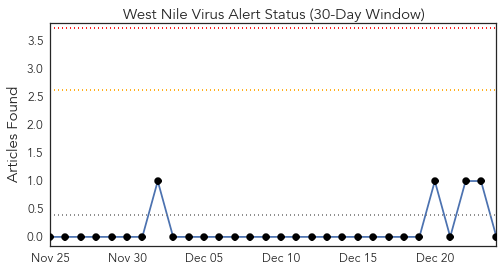 West Nile Virus Alert Status (30-Day Window)
Articles Found
3.5
3.0
2.5
2.0
1.5
1.0
0.5
0.0
Nov 25 Nov 30 Dec 05 Dec 10 Dec 15 Dec 20